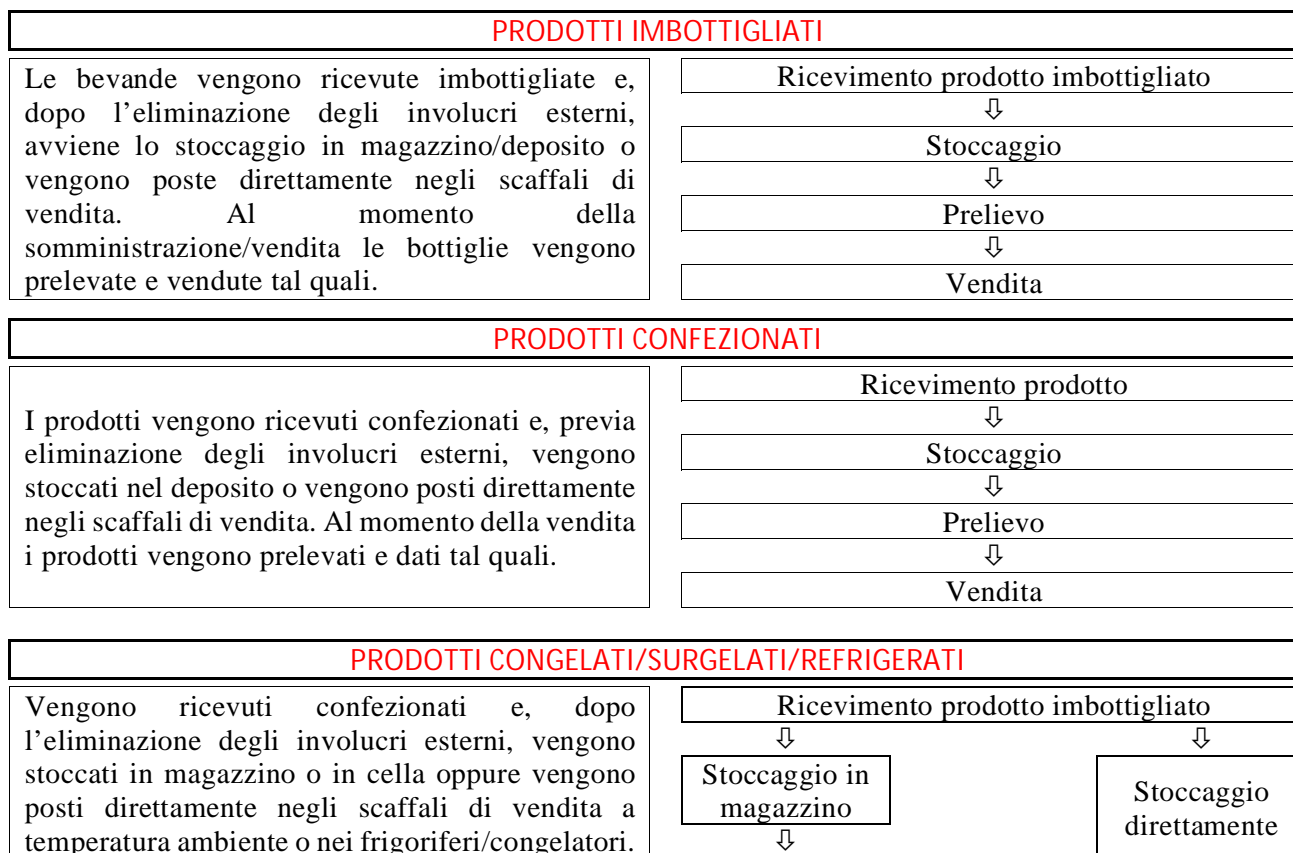 PRODOTTI IMBOTTIGLIATI
Le bevande vengono ricevute imbottigliate e,
dopo l’eliminazione degli involucri esterni,
avviene lo stoccaggio in magazzino/deposito o
vengono poste direttamente negli scaffali di
vendita. Al momento della
somministrazione/vendita le bottiglie vengono
prelevate e vendute tal quali.
Ricevimento prodotto imbottigliato
⇩
Stoccaggio
⇩
Prelievo
⇩
Vendita
PRODOTTI CONFEZIONATI
I prodotti vengono ricevuti confezionati e, previa
eliminazione degli involucri esterni, vengono
stoccati nel deposito o vengono posti direttamente
negli scaffali di vendita. Al momento della vendita
i prodotti vengono prelevati e dati tal quali.
Ricevimento prodotto
⇩
Stoccaggio
⇩
Prelievo
⇩
Vendita
PRODOTTI CONGELATI/SURGELATI/REFRIGERATI
Vengono ricevuti confezionati e, dopo
l’eliminazione degli involucri esterni, vengono
stoccati in magazzino o in cella oppure vengono
posti direttamente negli scaffali di vendita a
temperatura ambiente o nei frigoriferi/congelatori.
Ricevimento prodotto imbottigliato
⇩ ⇩
Stoccaggio in
magazzino
⇩
Stoccaggio
direttamente